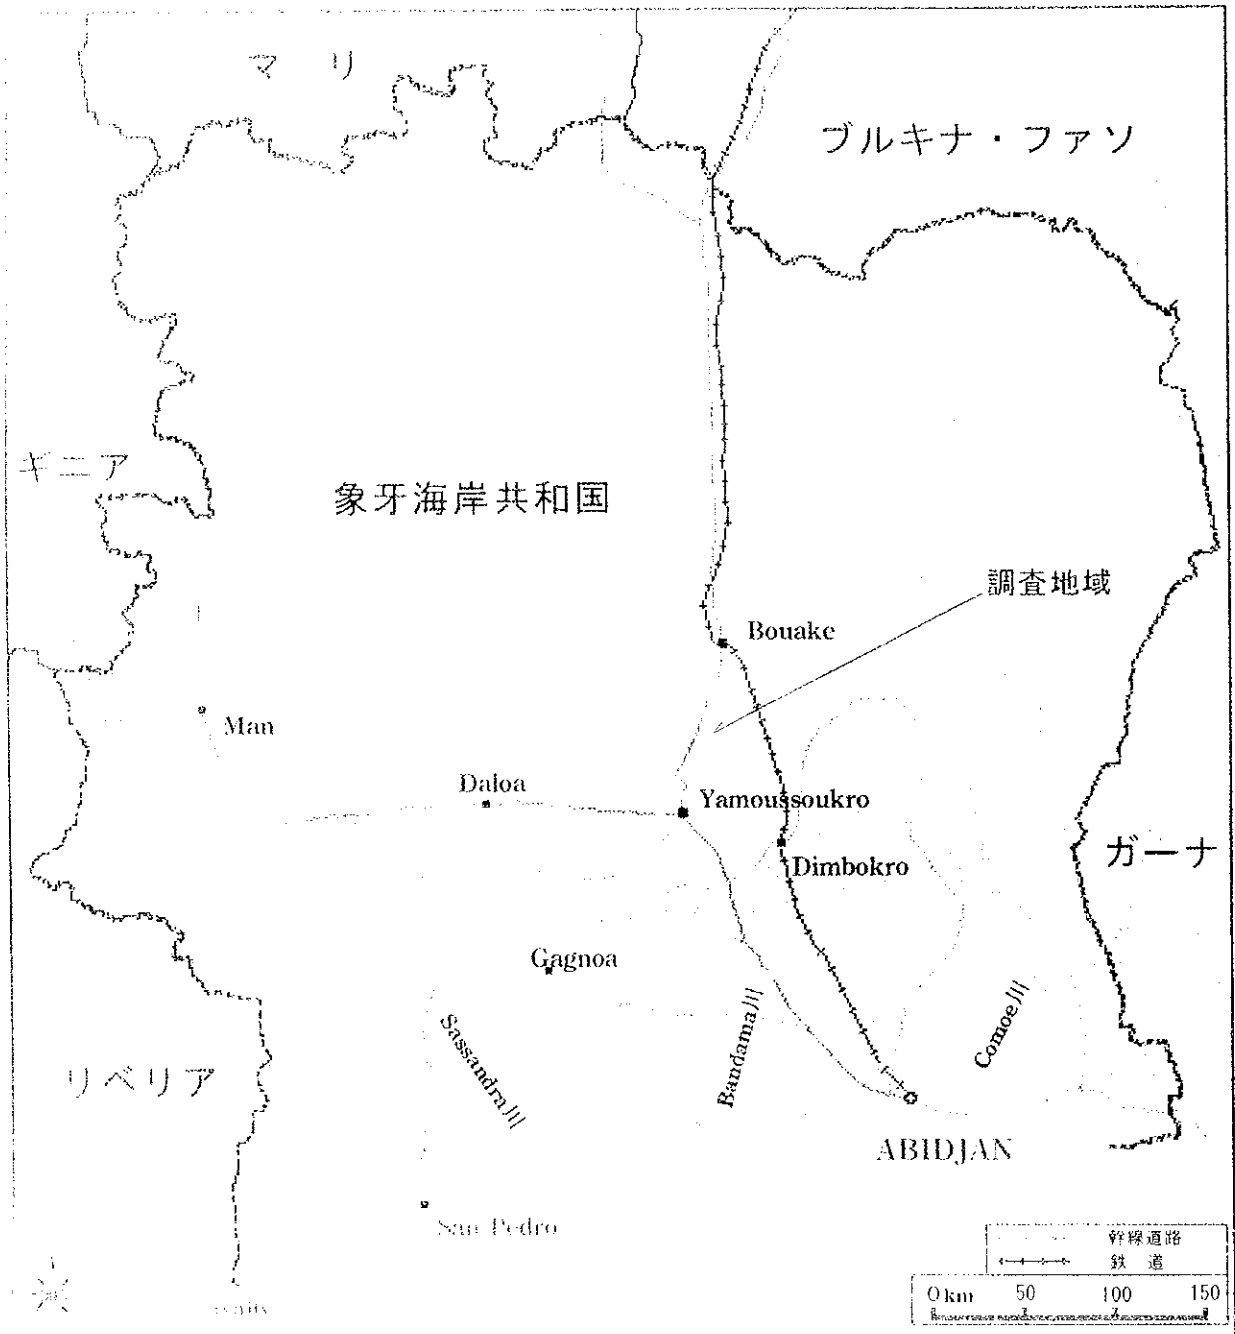 マリ
ブルキナ・ファソ
ギニア
象牙海岸共和国
調査地域
Bouake
Man
Daloa
Yamoussoukro
Dimbokro
ガーナ
Gagnoa
Sassandra川
Bandama川
Comoe川
リベリア
ABIDJAN
San Pedro
幹線道路
鉄道
0km 50 100 150